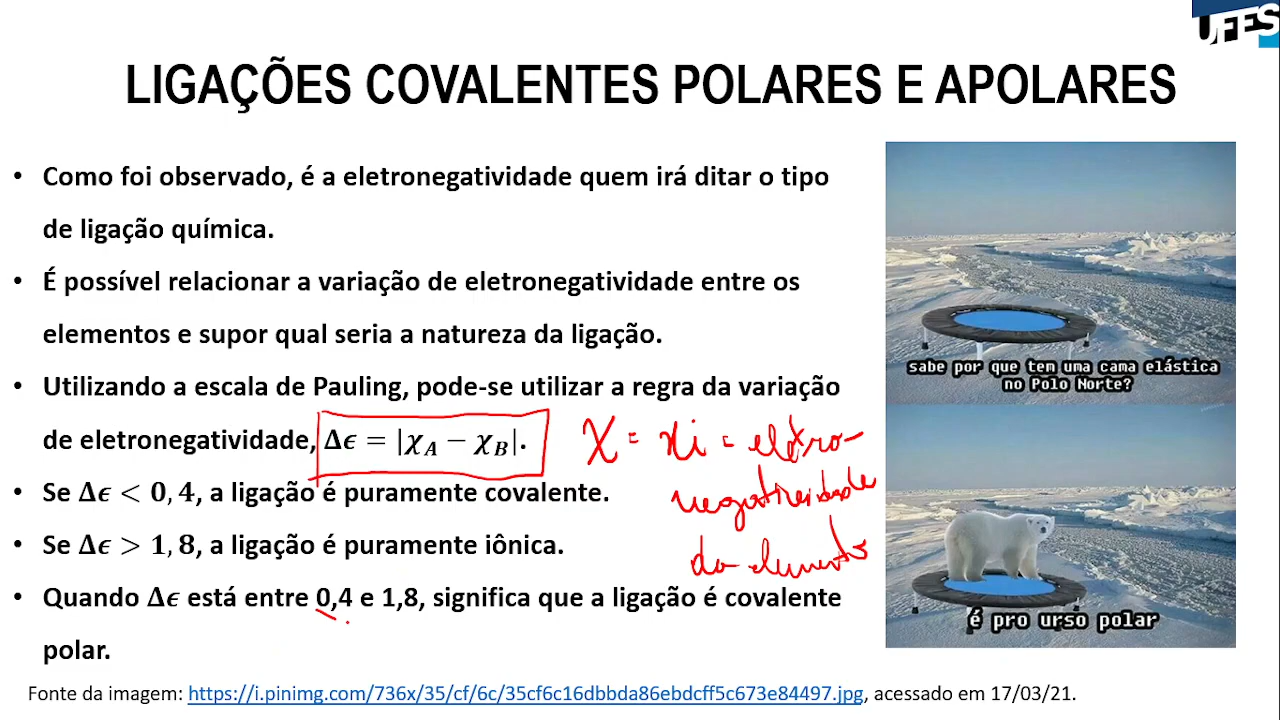 UFES
LIGAÇÕES COVALENTES POLARES E APOLARES
• Como foi observado, é a eletronegatividade quem irá ditar o tipo
de ligação química.
• É possível relacionar a variação de eletronegatividade entre os
elementos e supor qual seria a natureza da ligação.
• Utilizando a escala de Pauling, pode-se utilizar a regra da variação
de eletronegatividade, Δϵ = |χA − χB|.
• Se Δϵ < 0,4, a ligação é puramente covalente.
• Se Δϵ > 1,8, a ligação é puramente iônica.
• Quando Δϵ está entre 0,4 e 1,8, significa que a ligação é covalente
polar.
χ = xi = eletro-
negatividade
do elemento
sabe por que tem uma cama elástica
no Polo Norte?
é pro urso polar
Fonte da imagem: https://i.pinimg.com/736x/35/cf/6c/35cf6c16dbbda86ebdcff5c673e84497.jpg, acessado em 17/03/21.